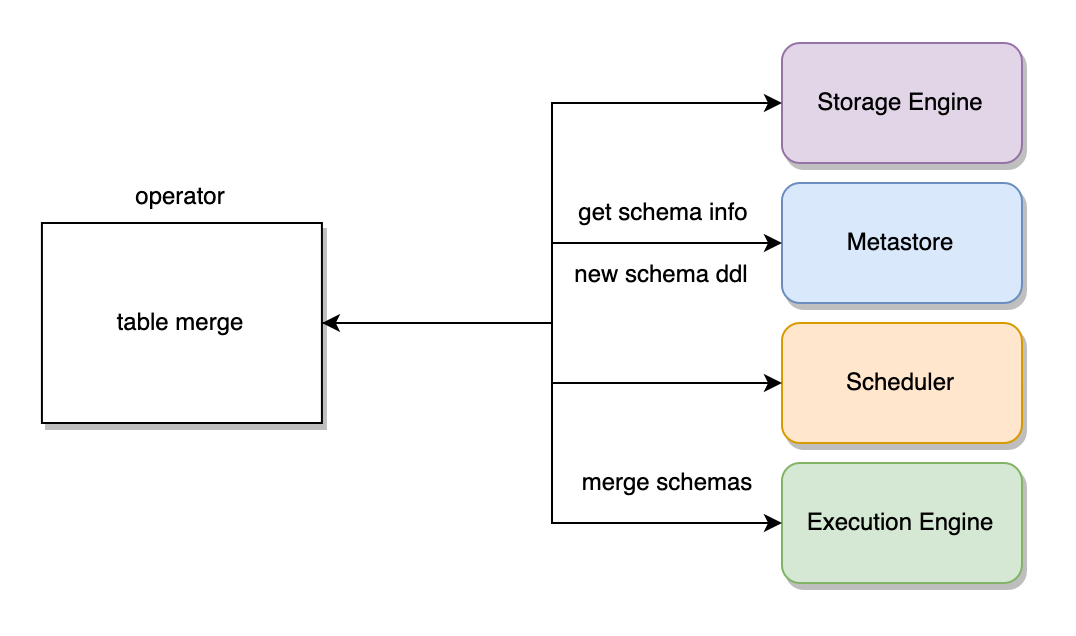 operator
table merge
Storage Engine
get schema info
Metastore
new schema ddl
Scheduler
merge schemas
Execution Engine